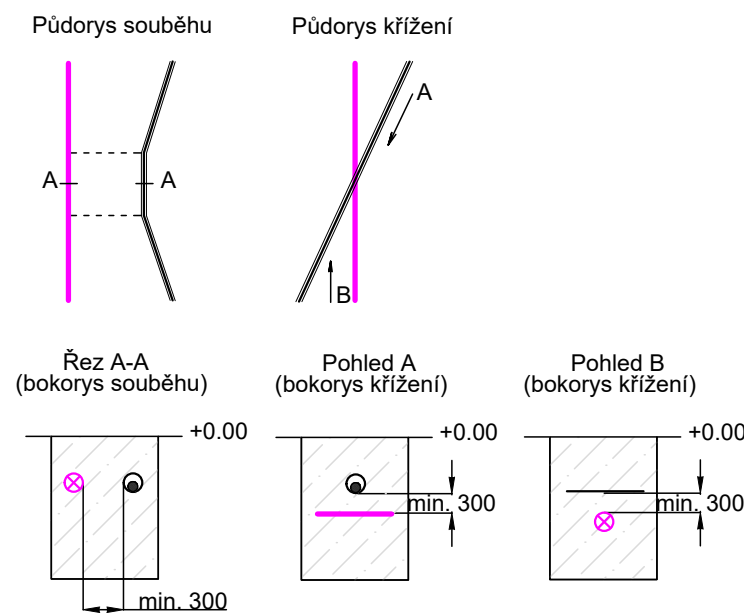 Půdorys souběhu
Půdorys křížení
A
A
A
B
Řez A-A
(bokorys souběhu)
Pohled A
(bokorys křížení)
Pohled B
(bokorys křížení)
+0.00
+0.00
+0.00
min. 300
min. 300
min. 300